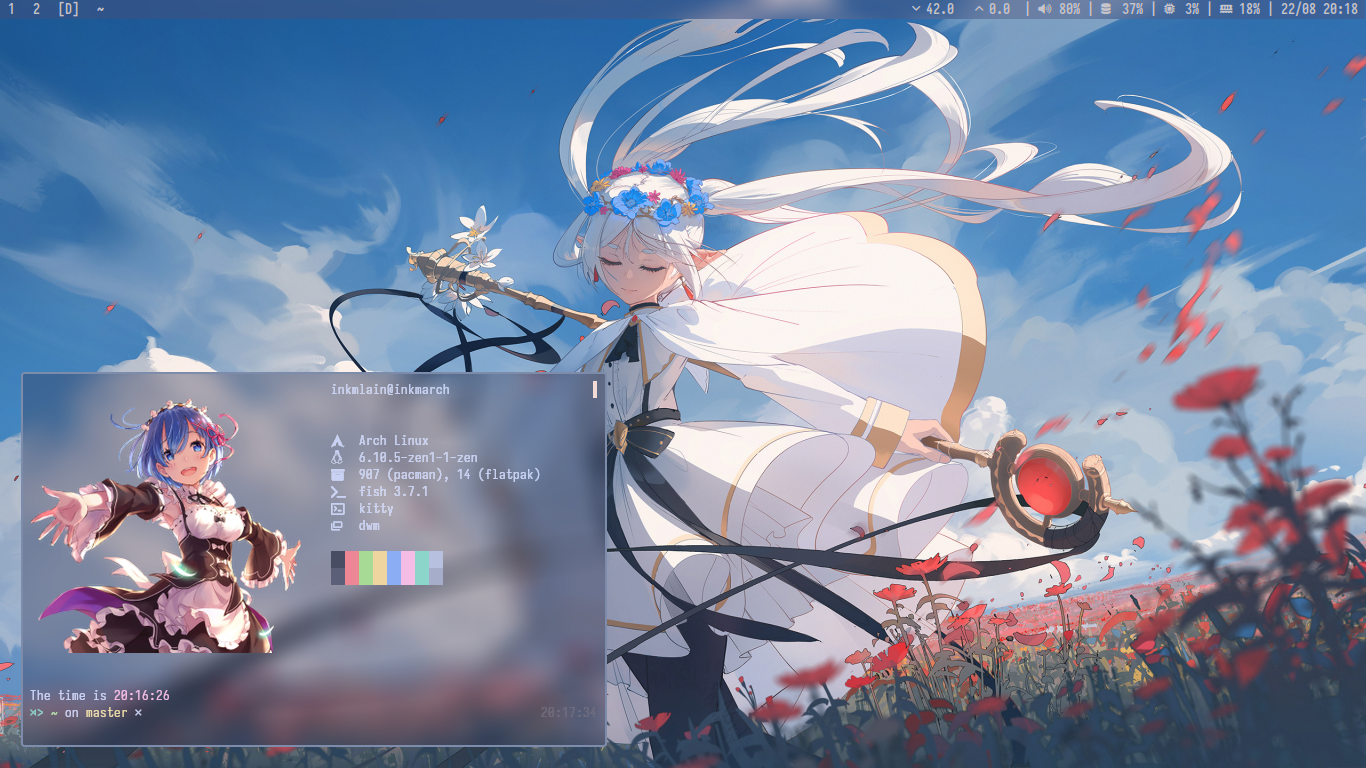 1 2 [D] ~ 42.0 0.0 | 80% | 37% | 3% | 18% | 22/08 20:18
inkmlain@inkmarch
Arch Linux
6.10.5-zen1-1-zen
907 (pacman), 14 (flatpak)
fish 3.7.1
kitty
dwm
The time is 20:16:26
~ on master × 20:17:34